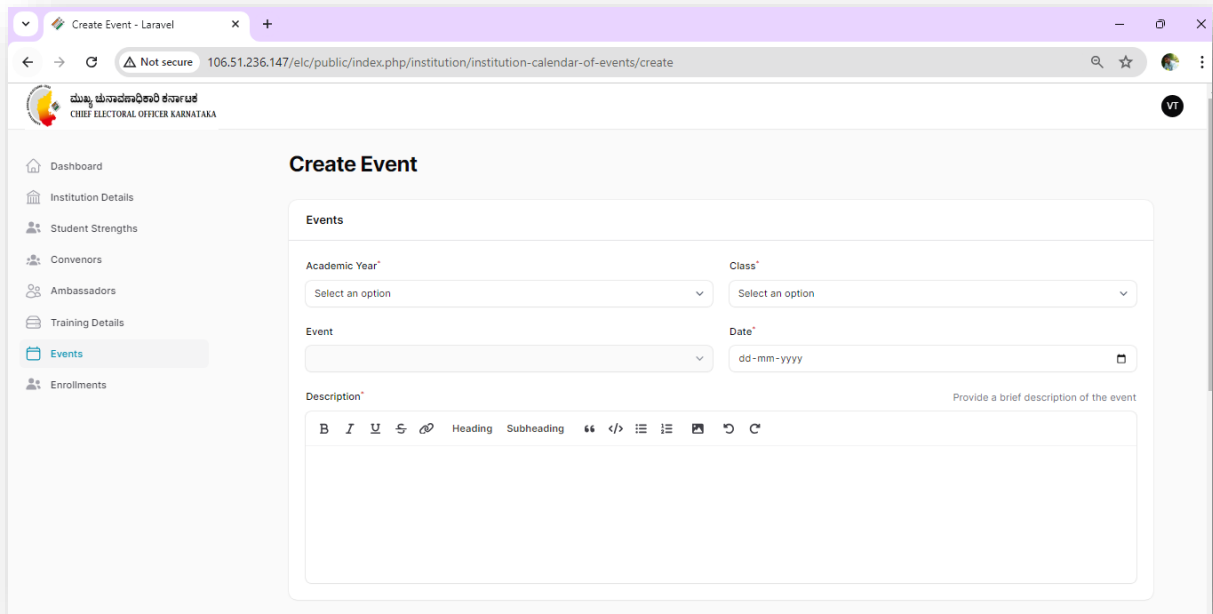 Create Event - Laravel
Not secure 106.51.236.147/elc/public/index.php/institution/institution-calendar-of-events/create
ಮುಖ್ಯ ಚುನಾವಣಾಧಿಕಾರಿ ಕರ್ನಾಟಕ
CHIEF ELECTORAL OFFICER KARNATAKA
VT
Dashboard
Institution Details
Student Strengths
Convenors
Ambassadors
Training Details
Events
Enrollments
Create Event
Events
Academic Year* Class*
Select an option Select an option
Event Date*
dd-mm-yyyy
Description* Provide a brief description of the event
B I U S Heading Subheading